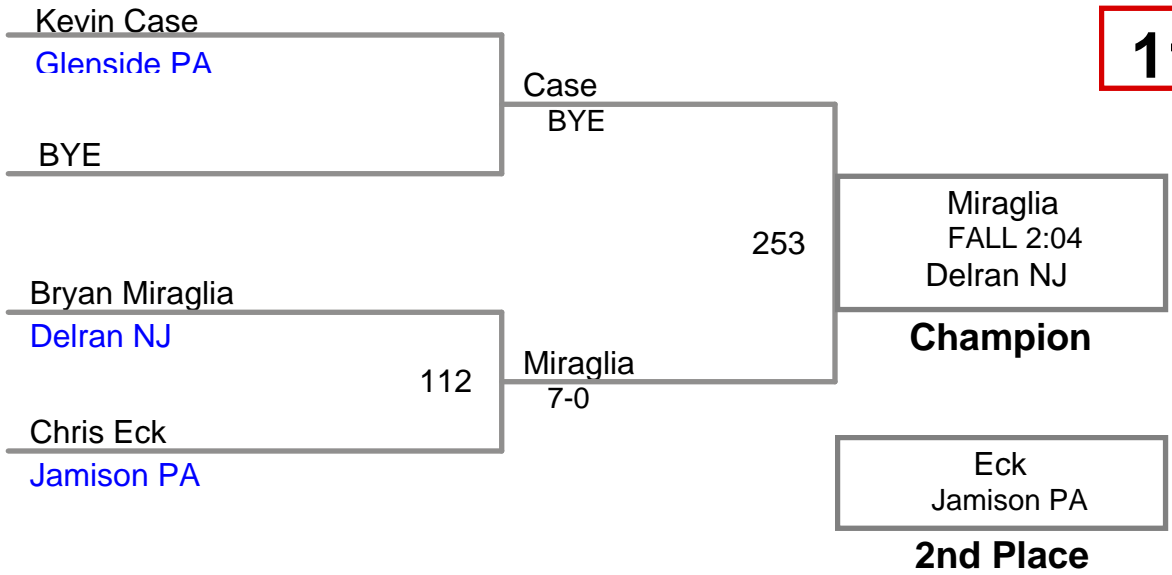 Kevin Case
Glenside PA
BYE
Case
BYE
Bryan Miraglia
Delran NJ
112
Chris Eck
Jamison PA
Miraglia
7-0
253
Miraglia
FALL 2:04
Delran NJ
Champion
Eck
Jamison PA
2nd Place